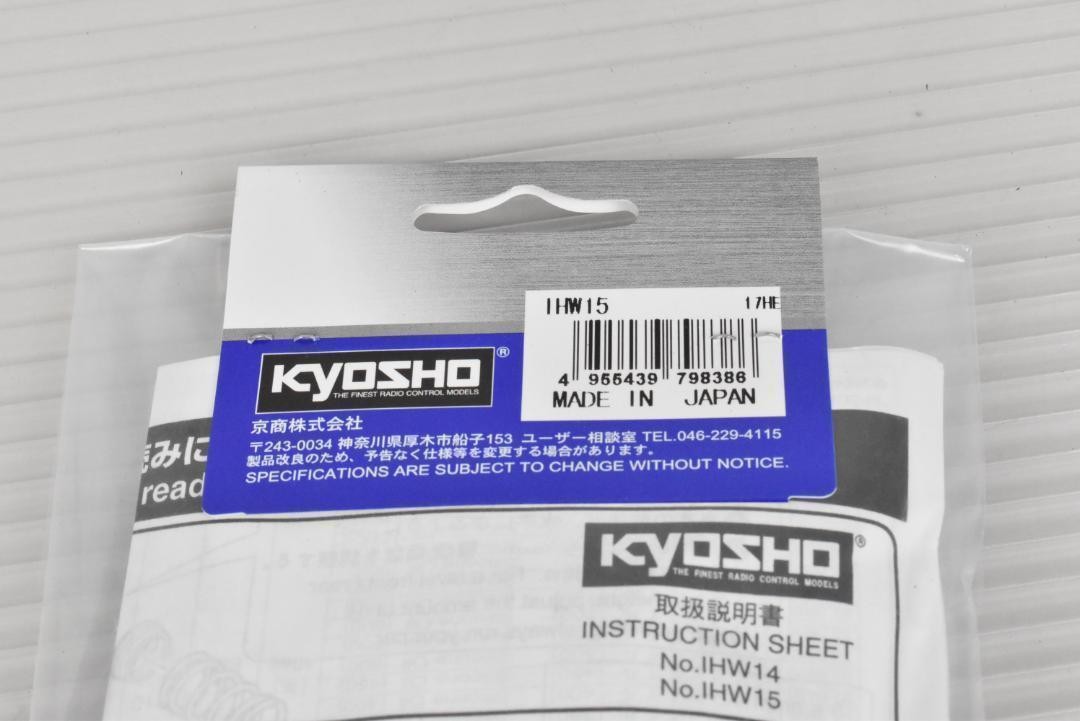 IHW15 17HE
4 955439 798386
MADE IN JAPAN
KYOSHO®
THE FINEST RADIO CONTROL MODELS
京商株式会社
〒243-0034 神奈川県厚木市船子153 ユーザー相談室 TEL.046-229-4115
製品改良のため、予告なく仕様等を変更する場合があります。
SPECIFICATIONS ARE SUBJECT TO CHANGE WITHOUT NOTICE.
読みに
read
KYOSHO®
THE FINEST RADIO CONTROL MODELS
取扱説明書
INSTRUCTION SHEET
No.IHW14
No.IHW15